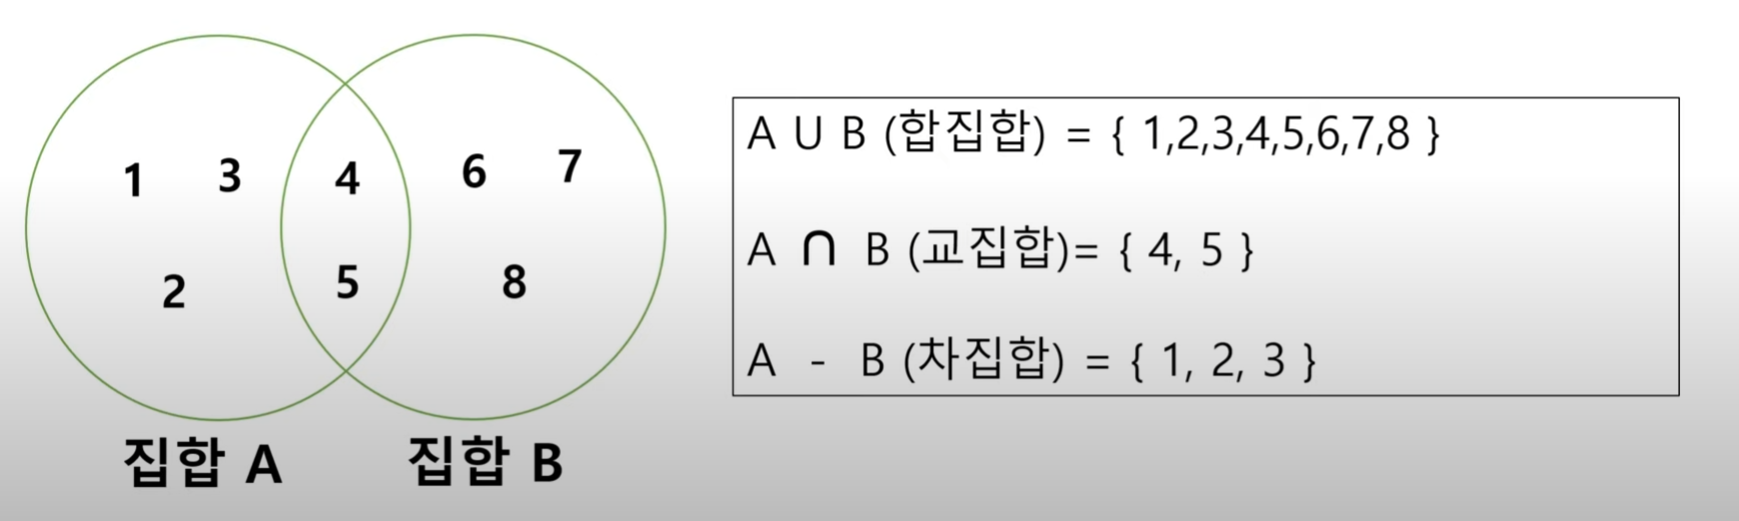 1 3 4 6 7
2 5 8
집합 A 집합 B
A U B (합집합) = { 1,2,3,4,5,6,7,8 }
A ∩ B (교집합)= { 4, 5 }
A - B (차집합) = { 1, 2, 3 }